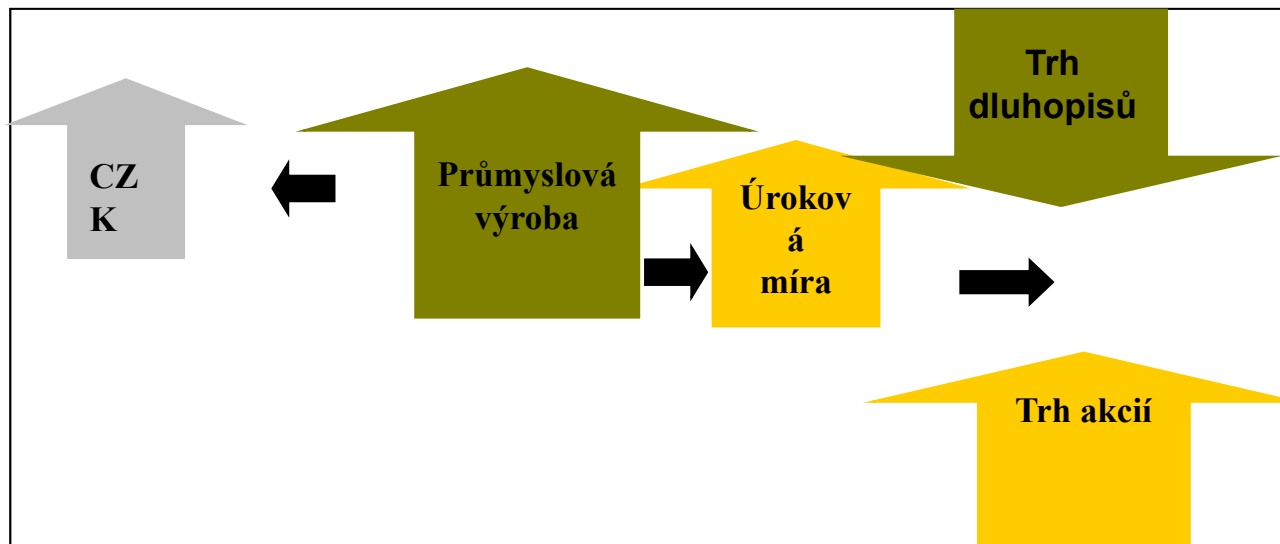 CZ
K
Průmyslová
výroba
Úrokov
á
míra
Trh
dluhopisů
Trh akcií